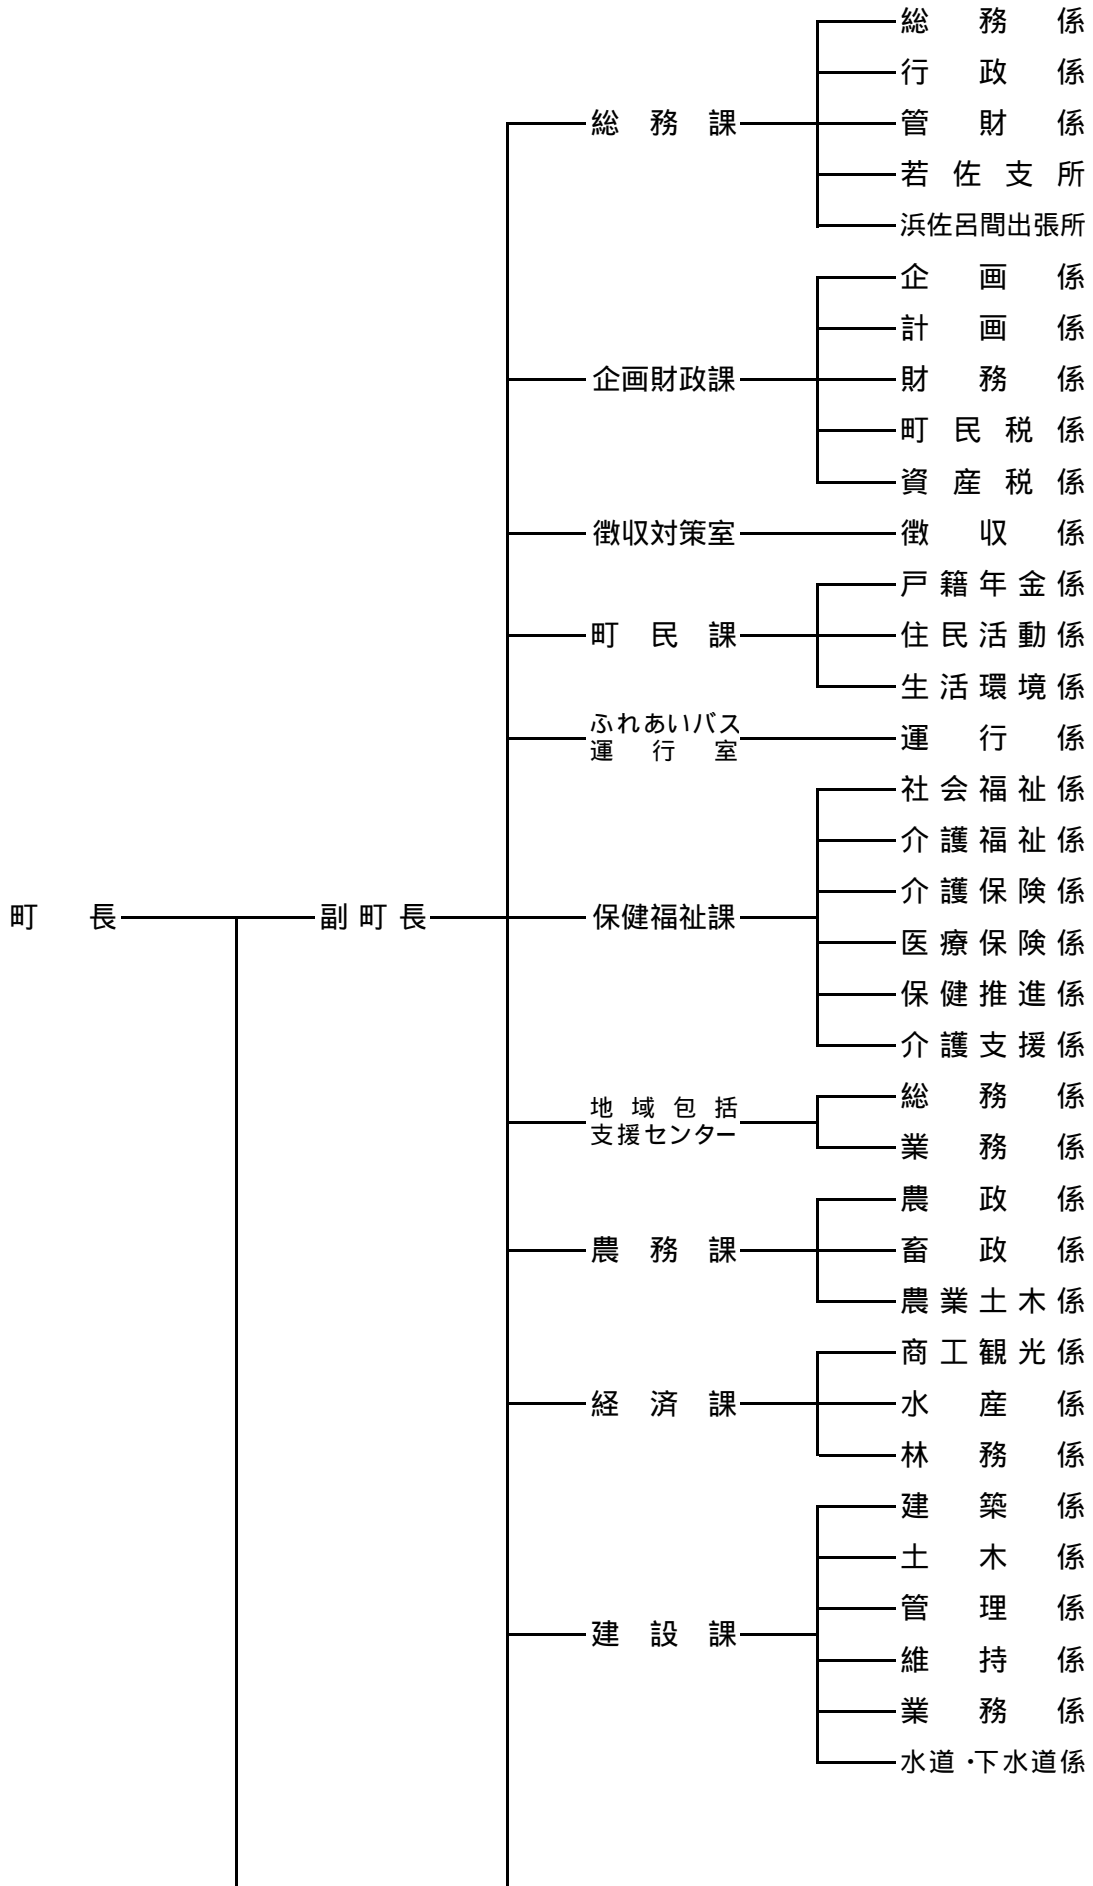 総務係
行政係
総務課
管財係
若佐支所
浜佐呂間出張所
企画係
計画係
企画財政課
財務係
町民税係
資産税係
徴収対策室
徴収係
戸籍年金係
町民課
住民活動係
生活環境係
ふれあいバス
運行室
運行係
社会福祉係
介護福祉係
介護保険係
町長
副町長
保健福祉課
医療保険係
保健推進係
介護支援係
総務係
地域包括
支援センター
業務係
農政係
農務課
畜政係
農業土木係
商工観光係
経済課
水産係
林務係
建築係
土木係
管理係
建設課
維持係
業務係
水道・下水道係